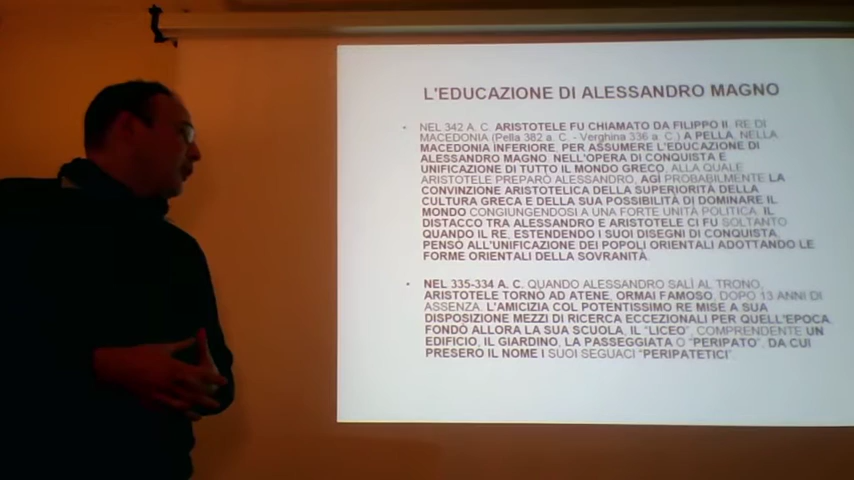 L'EDUCAZIONE DI ALESSANDRO MAGNO
• NEL 342 A. C. ARISTOTELE FU CHIAMATO DA FILIPPO II, RE DI
MACEDONIA (Pella 382 a. C. - Verghina 336 a. C.) A PELLA, NELLA
MACEDONIA INFERIORE, PER ASSUMERE L'EDUCAZIONE DI
ALESSANDRO MAGNO. NELL'OPERA DI CONQUISTA E
UNIFICAZIONE DI TUTTO IL MONDO GRECO, ALLA QUALE
ARISTOTELE PREPARÒ ALESSANDRO, AGÌ PROBABILMENTE LA
CONVINZIONE ARISTOTELICA DELLA SUPERIORITÀ DELLA
CULTURA GRECA E DELLA SUA POSSIBILITÀ DI DOMINARE IL
MONDO CONGIUNGENDOSI A UNA FORTE UNITÀ POLITICA. IL
DISTACCO TRA ALESSANDRO E ARISTOTELE CI FU SOLTANTO
QUANDO IL RE, ESTENDENDO I SUOI DISEGNI DI CONQUISTA,
PENSÒ ALL'UNIFICAZIONE DEI POPOLI ORIENTALI ADOTTANDO LE
FORME ORIENTALI DELLA SOVRANITÀ.
• NEL 335-334 A. C. QUANDO ALESSANDRO SALÌ AL TRONO,
ARISTOTELE TORNÒ AD ATENE, ORMAI FAMOSO, DOPO 13 ANNI DI
ASSENZA. L'AMICIZIA COL POTENTISSIMO RE MISE A SUA
DISPOSIZIONE MEZZI DI RICERCA ECCEZIONALI PER QUELL'EPOCA.
FONDÒ ALLORA LA SUA SCUOLA, IL "LICEO", COMPRENDENTE UN
EDIFICIO, IL GIARDINO, LA PASSEGGIATA O "PERIPATO", DA CUI
PRESERO IL NOME I SUOI SEGUACI "PERIPATETICI"